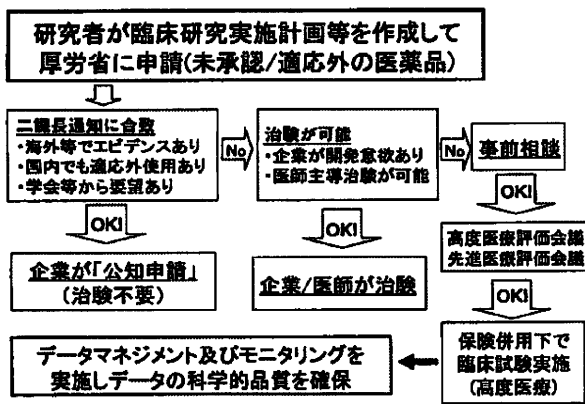 研究者が臨床研究実施計画等を作成して
厚労省に申請(未承認/適応外の医薬品)
二課長通知に合致
・海外等でエビデンスあり
・国内でも適応外使用あり
・学会等から要望あり
No
治験が可能
・企業が開発意欲あり
・医師主導治験が可能
No
事前相談
OK!
OK!
OK!
企業が「公知申請」
(治験不要)
企業/医師が治験
高度医療評価会議
先進医療評価会議
OK!
データマネジメント及びモニタリングを
実施しデータの科学的品質を確保
保険併用下で
臨床試験実施
(高度医療)